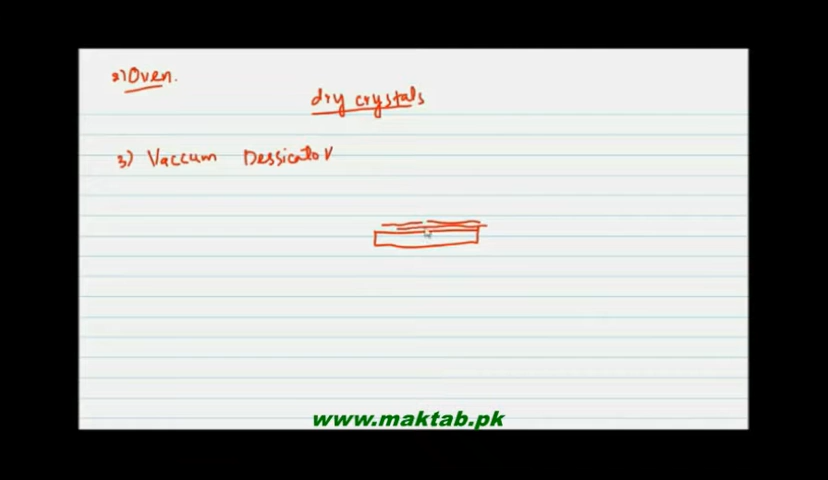 2) Oven.
dry crystals
3) Vaccum Dessicator
www.maktab.pk